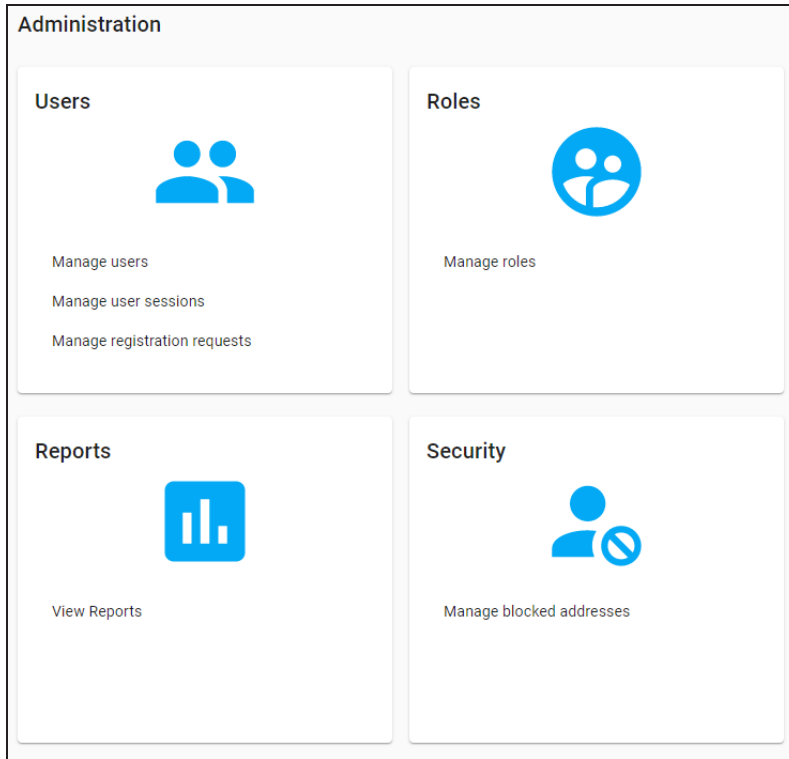 Administration
Users
Manage users
Manage user sessions
Manage registration requests
Roles
Manage roles
Reports
View Reports
Security
Manage blocked addresses